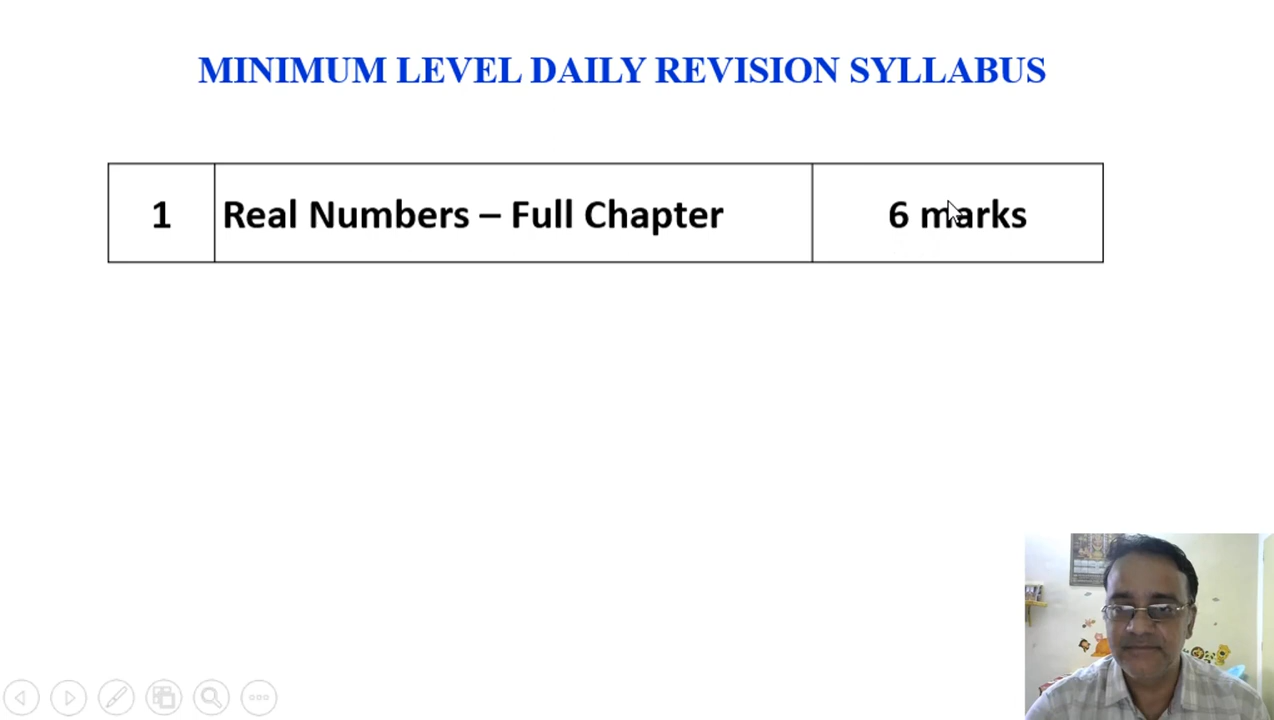 MINIMUM LEVEL DAILY REVISION SYLLABUS
1 Real Numbers – Full Chapter 6 marks